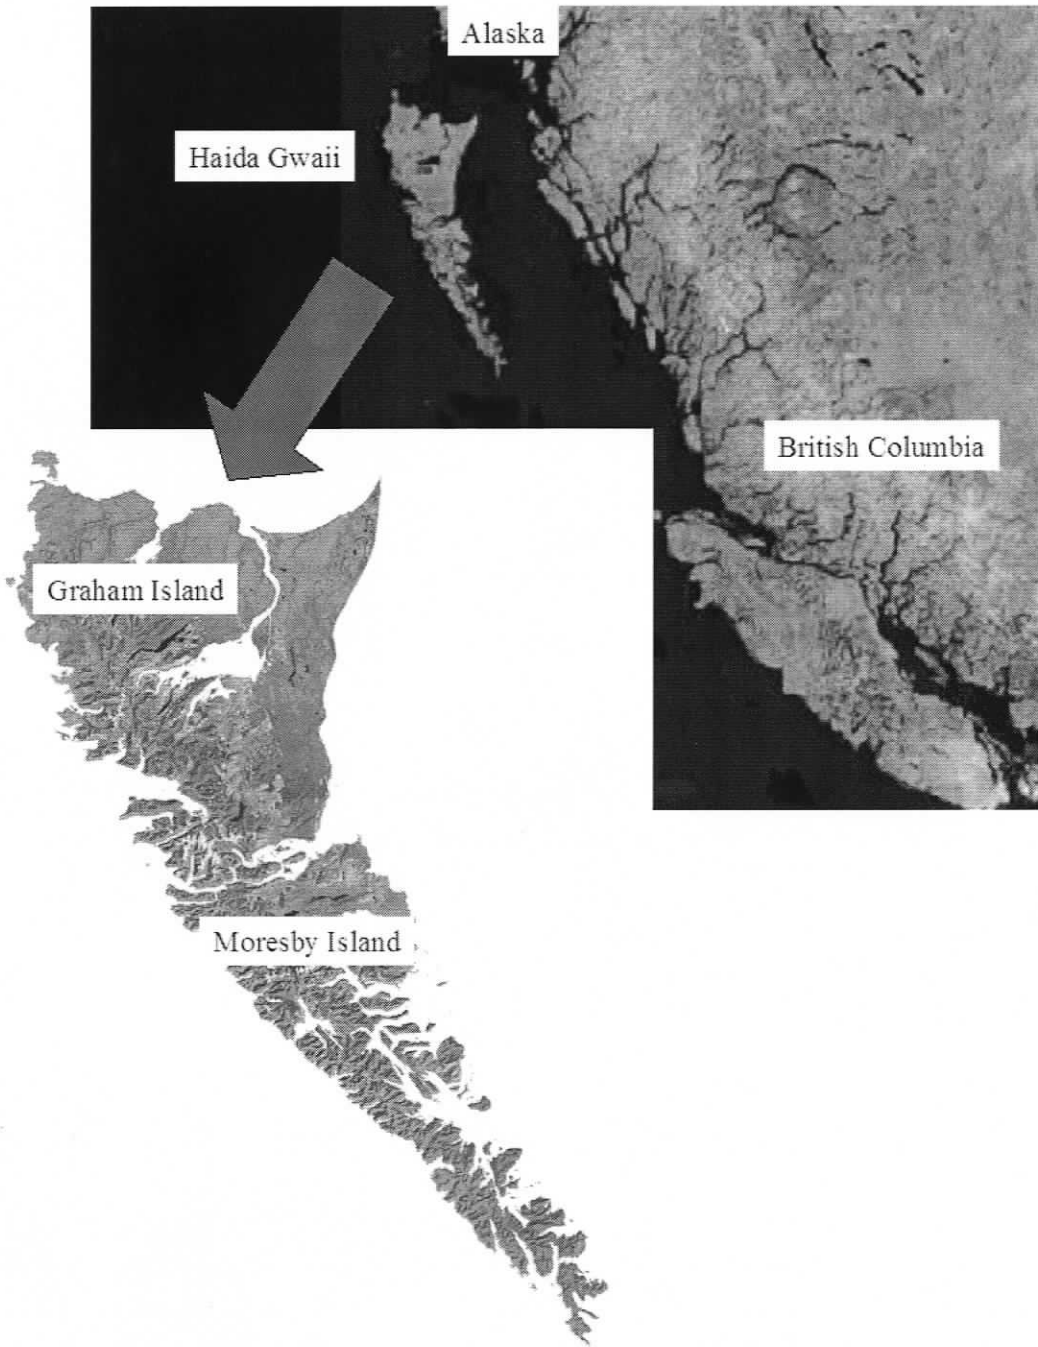 Alaska
Haida Gwaii
British Columbia
Graham Island
Moresby Island